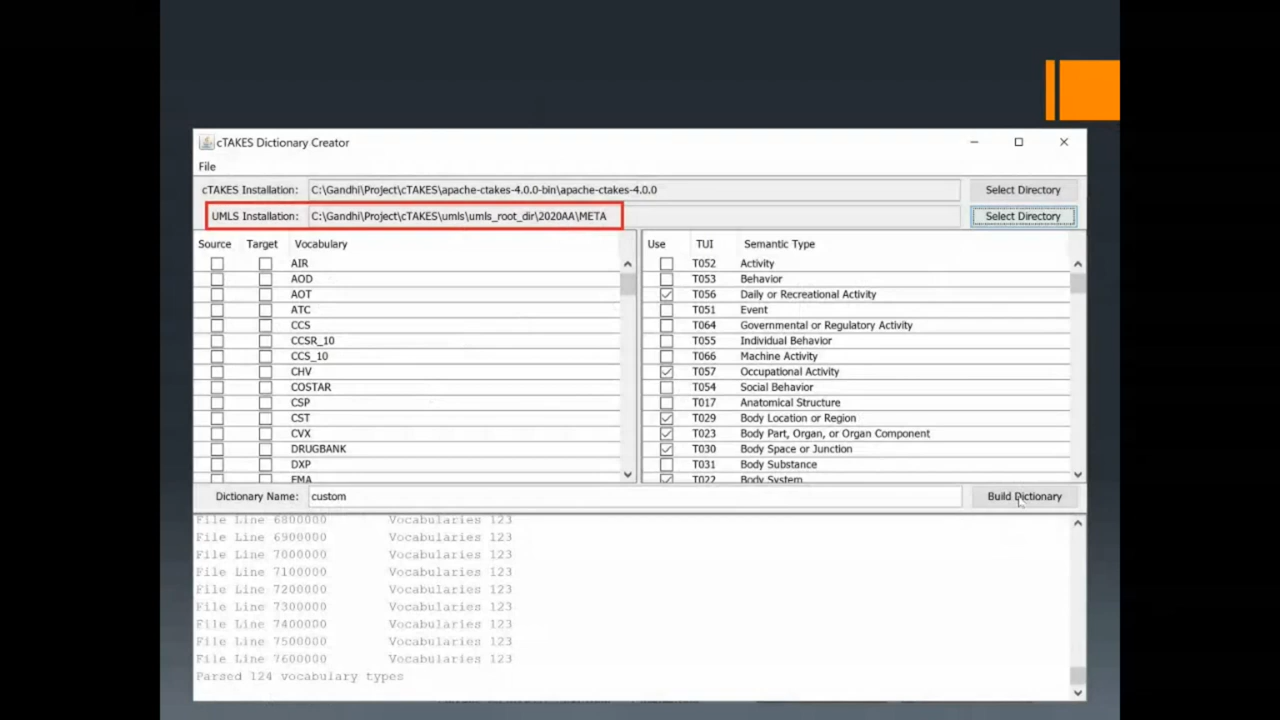 cTAKES Dictionary Creator
File
cTAKES Installation: C:\Gandhi\Project\cTAKES\apache-ctakes-4.0.0-bin\apache-ctakes-4.0.0 Select Directory
UMLS Installation: C:\Gandhi\Project\cTAKES\umls\umls_root_dir\2020AA\META Select Directory
Source Target Vocabulary Use TUI Semantic Type
AIR T052 Activity
AOD T053 Behavior
AOT T056 Daily or Recreational Activity
ATC T051 Event
CCS T064 Governmental or Regulatory Activity
CCSR_10 T055 Individual Behavior
CCS_10 T066 Machine Activity
CHV T057 Occupational Activity
COSTAR T054 Social Behavior
CSP T017 Anatomical Structure
CST T029 Body Location or Region
CVX T023 Body Part, Organ, or Organ Component
DRUGBANK T030 Body Space or Junction
DXP T031 Body Substance
FMA T022 Body System
Dictionary Name: custom Build Dictionary
File Line 6800000 Vocabularies 123
File Line 6900000 Vocabularies 123
File Line 7000000 Vocabularies 123
File Line 7100000 Vocabularies 123
File Line 7200000 Vocabularies 123
File Line 7300000 Vocabularies 123
File Line 7400000 Vocabularies 123
File Line 7500000 Vocabularies 123
File Line 7600000 Vocabularies 123
Parsed 124 vocabulary types